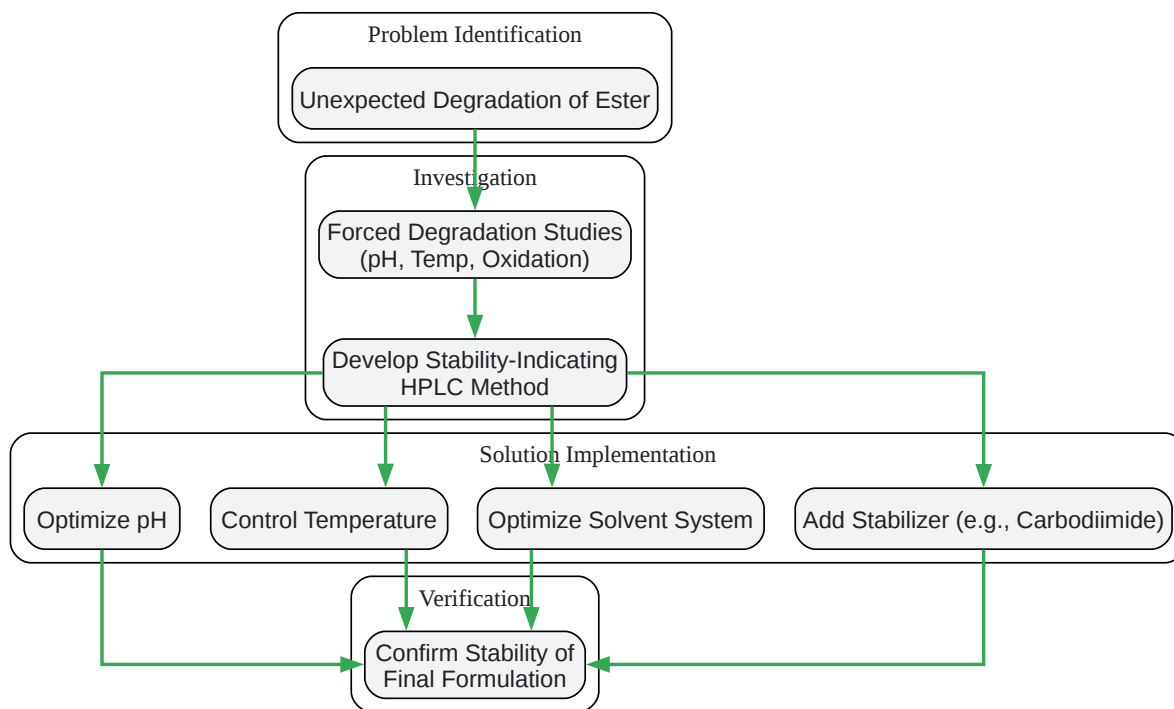 Problem Identification
Unexpected Degradation of Ester
Investigation
Forced Degradation Studies
(pH, Temp, Oxidation)
Develop Stability-Indicating
HPLC Method
Solution Implementation
Optimize pH
Control Temperature
Optimize Solvent System
Add Stabilizer (e.g., Carbodiimide)
Verification
Confirm Stability of
Final Formulation